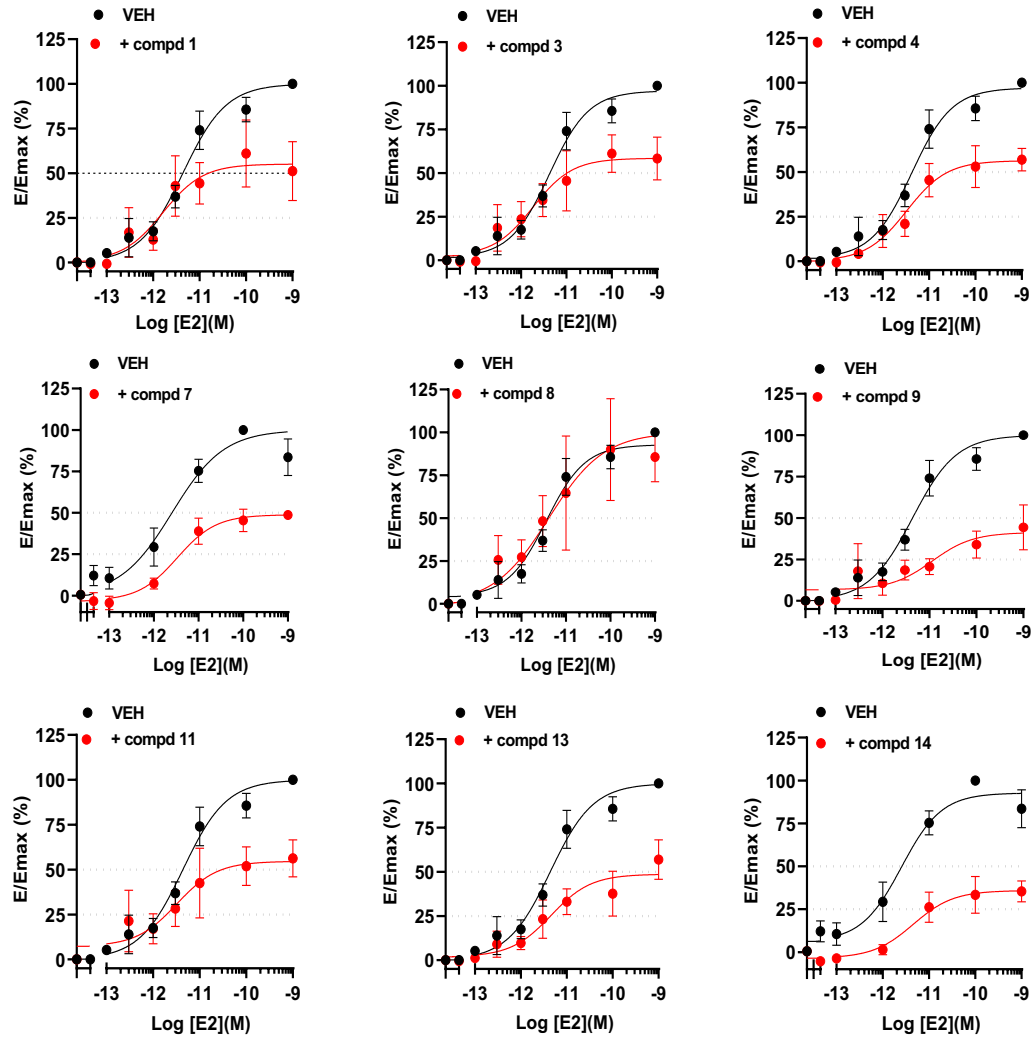 VEH
+ compd 1
E/Emax (%)
125
100
75
50
25
0
-13 -12 -11 -10 -9
Log [E2](M)
VEH
+ compd 3
E/Emax (%)
125
100
75
50
25
0
-13 -12 -11 -10 -9
Log [E2](M)
VEH
+ compd 4
E/Emax (%)
125
100
75
50
25
0
-13 -12 -11 -10 -9
Log [E2](M)
VEH
+ compd 7
E/Emax (%)
125
100
75
50
25
0
-13 -12 -11 -10 -9
Log [E2](M)
VEH
+ compd 8
E/Emax (%)
125
100
75
50
25
0
-13 -12 -11 -10 -9
Log [E2](M)
VEH
+ compd 9
E/Emax (%)
125
100
75
50
25
0
-13 -12 -11 -10 -9
Log [E2](M)
VEH
+ compd 11
E/Emax (%)
125
100
75
50
25
0
-13 -12 -11 -10 -9
Log [E2](M)
VEH
+ compd 13
E/Emax (%)
125
100
75
50
25
0
-13 -12 -11 -10 -9
Log [E2](M)
VEH
+ compd 14
E/Emax (%)
125
100
75
50
25
0
-13 -12 -11 -10 -9
Log [E2](M)